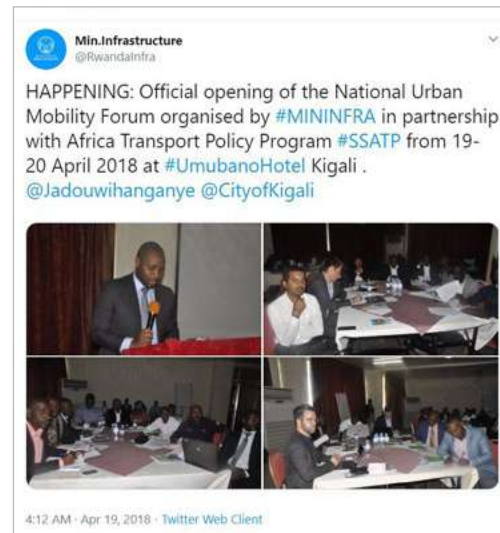 Min.Infrastructure
@RwandaInfra
HAPPENING: Official opening of the National Urban
Mobility Forum organised by #MININFRA in partnership
with Africa Transport Policy Program #SSATP from 19-
20 April 2018 at #UmubanoHotel Kigali .
@Jadouwihanganye @CityofKigali
4:12 AM · Apr 19, 2018 · Twitter Web Client